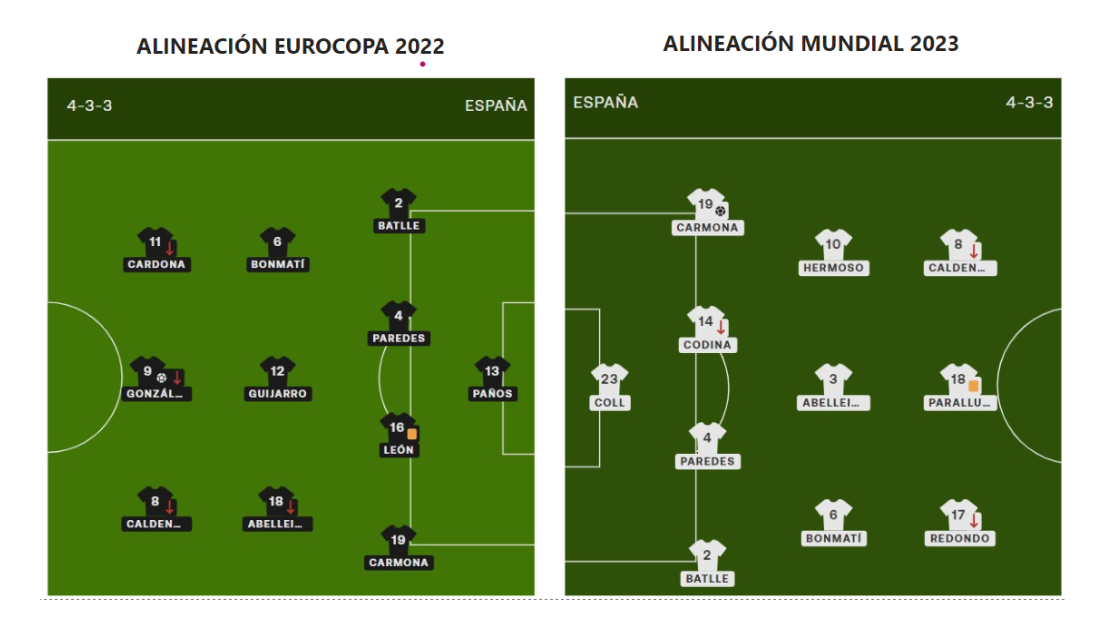 ALINEACIÓN EUROCOPA 2022
4-3-3
ESPAÑA
2
BATLLE
11
CARDONA
6
BONMATÍ
4
PAREDES
9
GONZÁL...
12
GUIJARRO
13
PAÑOS
16
LEÓN
8
CALDEN...
18
ABELLEI...
19
CARMONA
ALINEACIÓN MUNDIAL 2023
ESPAÑA
4-3-3
19
CARMONA
10
HERMOSO
8
CALDEN...
14
CODINA
23
COLL
3
ABELLEI...
18
PARALLU...
4
PAREDES
6
BONMATÍ
17
REDONDO
2
BATLLE